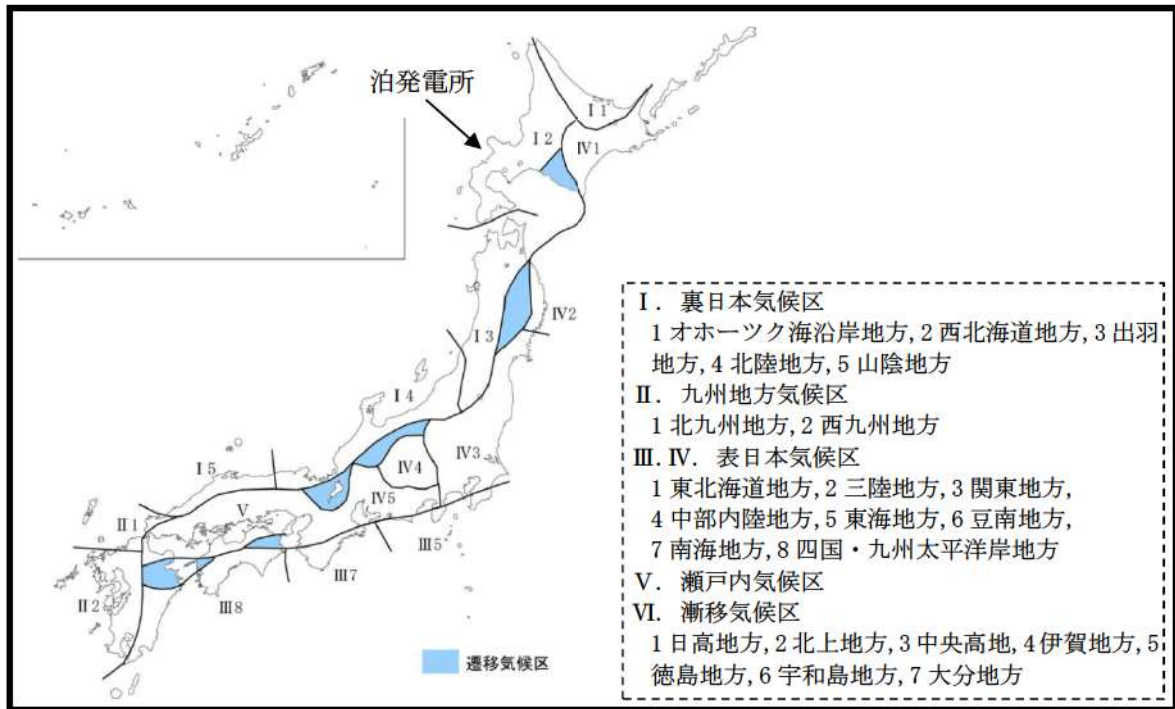 泊発電所
Ⅰ1
Ⅰ2
Ⅳ1
Ⅳ2
Ⅰ3
Ⅰ4
Ⅳ3
Ⅳ4
Ⅰ5
Ⅳ5
Ⅴ
Ⅱ1
Ⅲ5
Ⅲ7
Ⅱ2
Ⅲ8
遷移気候区
Ⅰ. 裏日本気候区
1 オホーツク海沿岸地方, 2 西北海道地方, 3 出羽
地方, 4 北陸地方, 5 山陰地方
Ⅱ. 九州地方気候区
1 北九州地方, 2 西九州地方
Ⅲ. Ⅳ. 表日本気候区
1 東北海道地方, 2 三陸地方, 3 関東地方,
4 中部内陸地方, 5 東海地方, 6 豆南地方,
7 南海地方, 8 四国・九州太平洋岸地方
Ⅴ. 瀬戸内気候区
Ⅵ. 漸移気候区
1 日高地方, 2 北上地方, 3 中央高地, 4 伊賀地方, 5
徳島地方, 6 宇和島地方, 7 大分地方